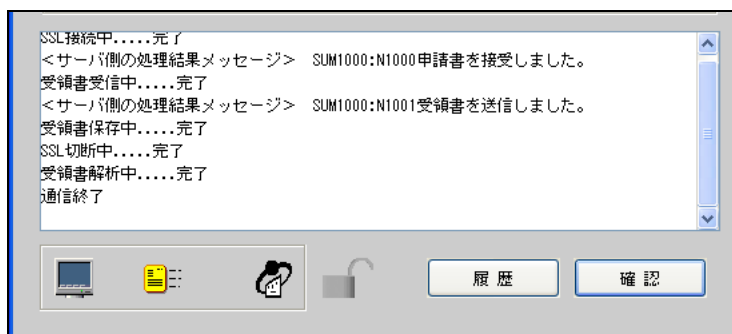 SSL接続中.....完了
＜サーバ側の処理結果メッセージ＞　SUM1000:N1000申請書を接受しました。
受領書受信中.....完了
＜サーバ側の処理結果メッセージ＞　SUM1000:N1001受領書を送信しました。
受領書保存中.....完了
SSL切断中.....完了
受領書解析中.....完了
通信終了
履 歴
確 認